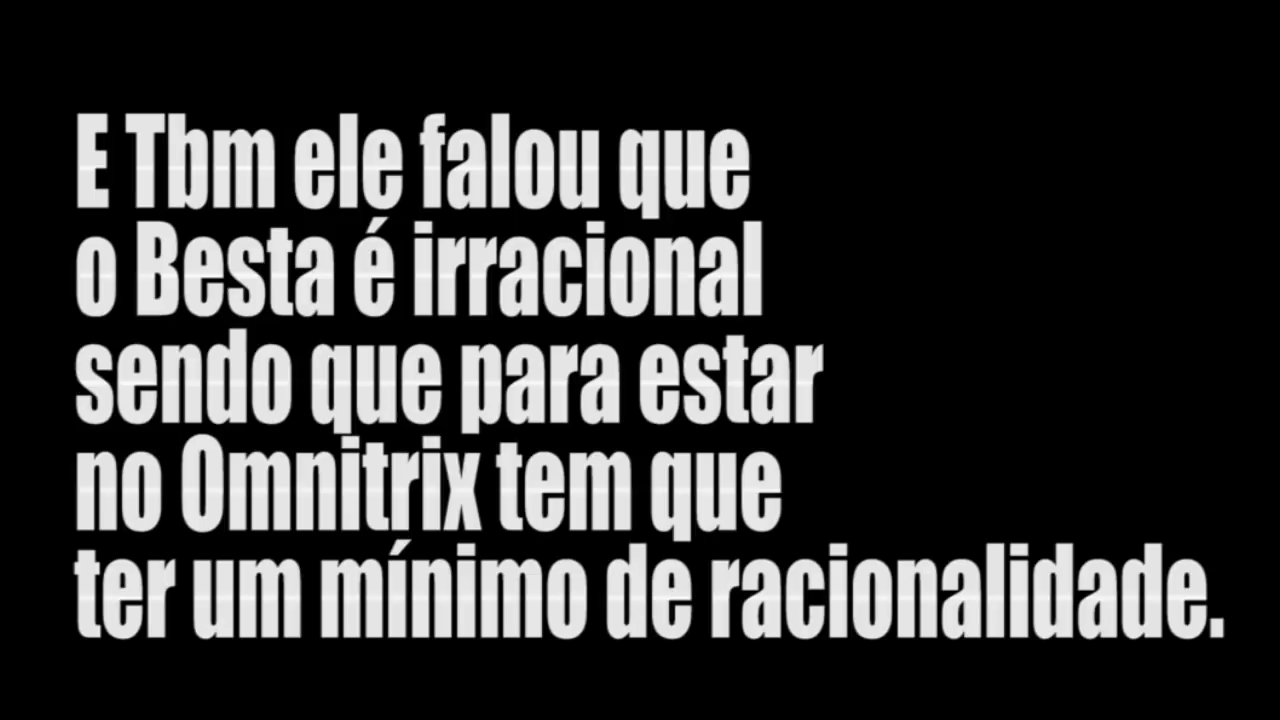 E Tbm ele falou que
o Besta é irracional
sendo que para estar
no Omnitrix tem que
ter um mínimo de racionalidade.